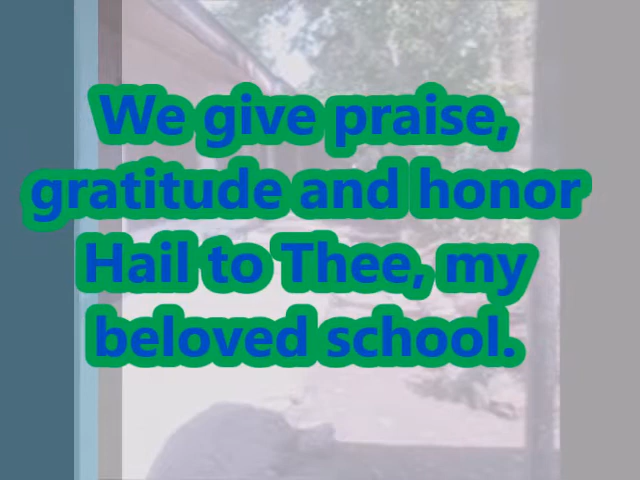 We give praise,
gratitude and honor
Hail to Thee, my
beloved school.